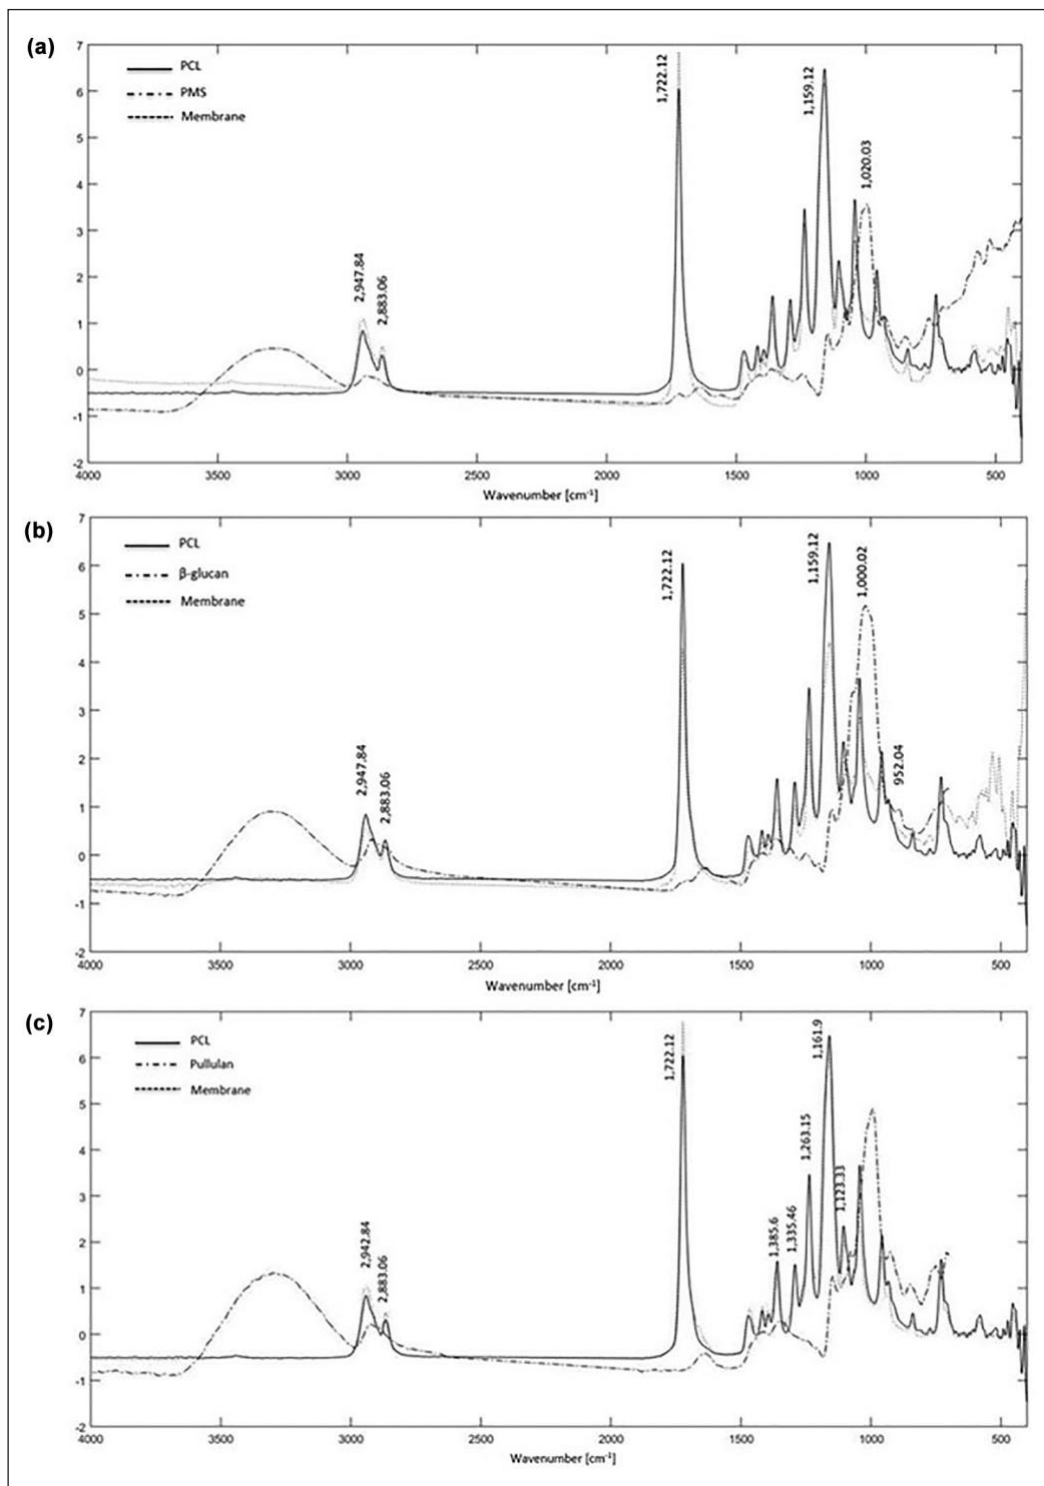 (a)
7
6
5
4
3
2
1
0
-1
-2
PCL
PMS
Membrane
2,947.84
2,883.06
1,722.12
1,159.12
1,020.03
4000 3500 3000 2500 2000 1500 1000 500
Wavenumber [cm⁻¹]
(b)
7
6
5
4
3
2
1
0
-1
-2
PCL
β-glucan
Membrane
2,947.84
2,883.06
1,722.12
1,159.12
1,000.02
952.04
4000 3500 3000 2500 2000 1500 1000 500
Wavenumber [cm⁻¹]
(c)
7
6
5
4
3
2
1
0
-1
-2
PCL
Pullulan
Membrane
2,942.84
2,883.06
1,722.12
1,385.6
1,335.46
1,263.15
1,161.9
1,123.33
4000 3500 3000 2500 2000 1500 1000 500
Wavenumber [cm⁻¹]